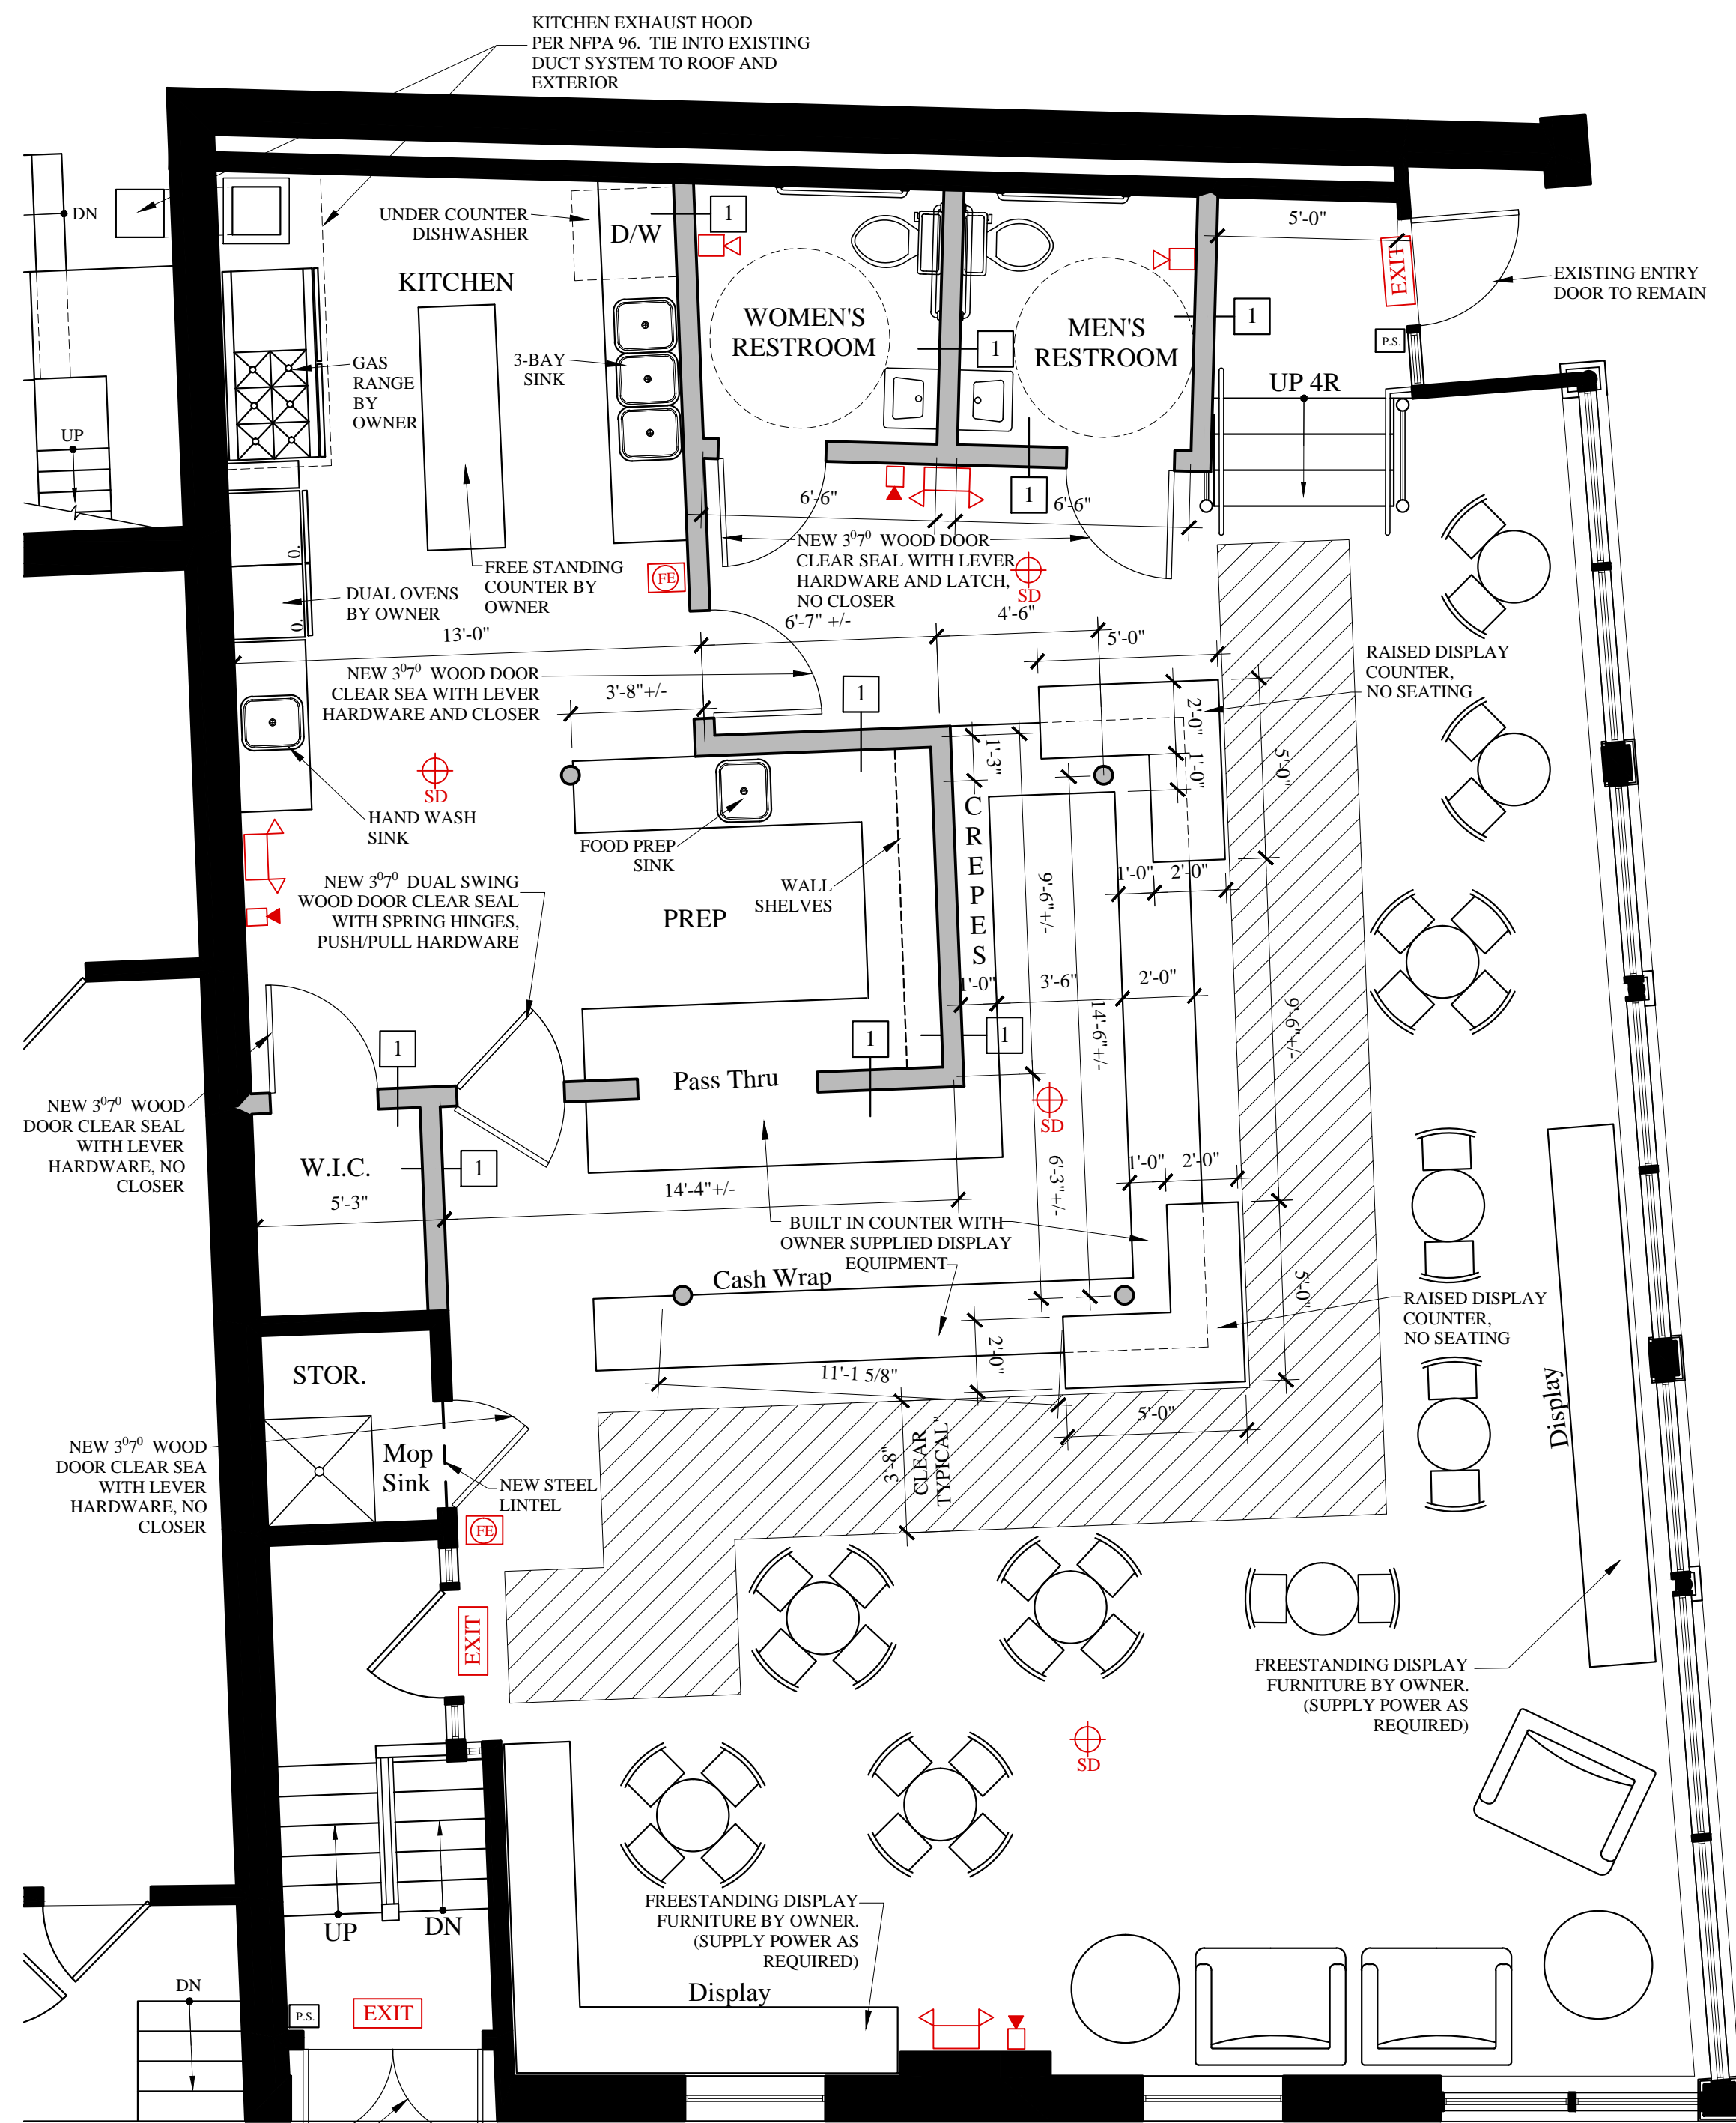 KITCHEN EXHAUST HOOD
PER NFPA 96. TIE INTO EXISTING
DUCT SYSTEM TO ROOF AND
EXTERIOR
DN
UNDER COUNTER
DISHWASHER
D/W
1
5'-0"
EXIT
EXISTING ENTRY
DOOR TO REMAIN
KITCHEN
WOMEN'S
RESTROOM
MEN'S
RESTROOM
1
1
P.S.
GAS
RANGE
BY
OWNER
3-BAY
SINK
UP 4R
UP
1
6'-6"
6'-6"
NEW 3⁰7⁰ WOOD DOOR
CLEAR SEAL WITH LEVER
HARDWARE AND LATCH,
NO CLOSER
FE
SD
O.
O.
FREE STANDING
COUNTER BY
OWNER
DUAL OVENS
BY OWNER
13'-0"
6'-7" +/-
4'-6"
5'-0"
RAISED DISPLAY
COUNTER,
NO SEATING
NEW 3⁰7⁰ WOOD DOOR
CLEAR SEA WITH LEVER
HARDWARE AND CLOSER
3'-8"+/-
1
2'-0"
1'-0"
5'-0"
1'-3"
SD
HAND WASH
SINK
FOOD PREP
SINK
WALL
SHELVES
CREPES
9'-6"+/-
1'-0"
2'-0"
NEW 3⁰7⁰ DUAL SWING
WOOD DOOR CLEAR SEAL
WITH SPRING HINGES,
PUSH/PULL HARDWARE
PREP
1'-0"
3'-6"
2'-0"
14'-6"+/-
9'-6"+/-
1
1
1
Pass Thru
SD
NEW 3⁰7⁰ WOOD
DOOR CLEAR SEAL
WITH LEVER
HARDWARE, NO
CLOSER
W.I.C.
1
5'-3"
14'-4"+/-
6'-3"+/-
1'-0"
2'-0"
BUILT IN COUNTER WITH
OWNER SUPPLIED DISPLAY
EQUIPMENT
Cash Wrap
5'-0"
RAISED DISPLAY
COUNTER,
NO SEATING
STOR.
2'-0"
11'-1 5/8"
5'-0"
3'-8"
CLEAR
TYPICAL"
Display
NEW 3⁰7⁰ WOOD
DOOR CLEAR SEA
WITH LEVER
HARDWARE, NO
CLOSER
Mop
Sink
NEW STEEL
LINTEL
FE
EXIT
FREESTANDING DISPLAY
FURNITURE BY OWNER.
(SUPPLY POWER AS
REQUIRED)
SD
UP
DN
FREESTANDING DISPLAY
FURNITURE BY OWNER.
(SUPPLY POWER AS
REQUIRED)
Display
DN
P.S.
EXIT